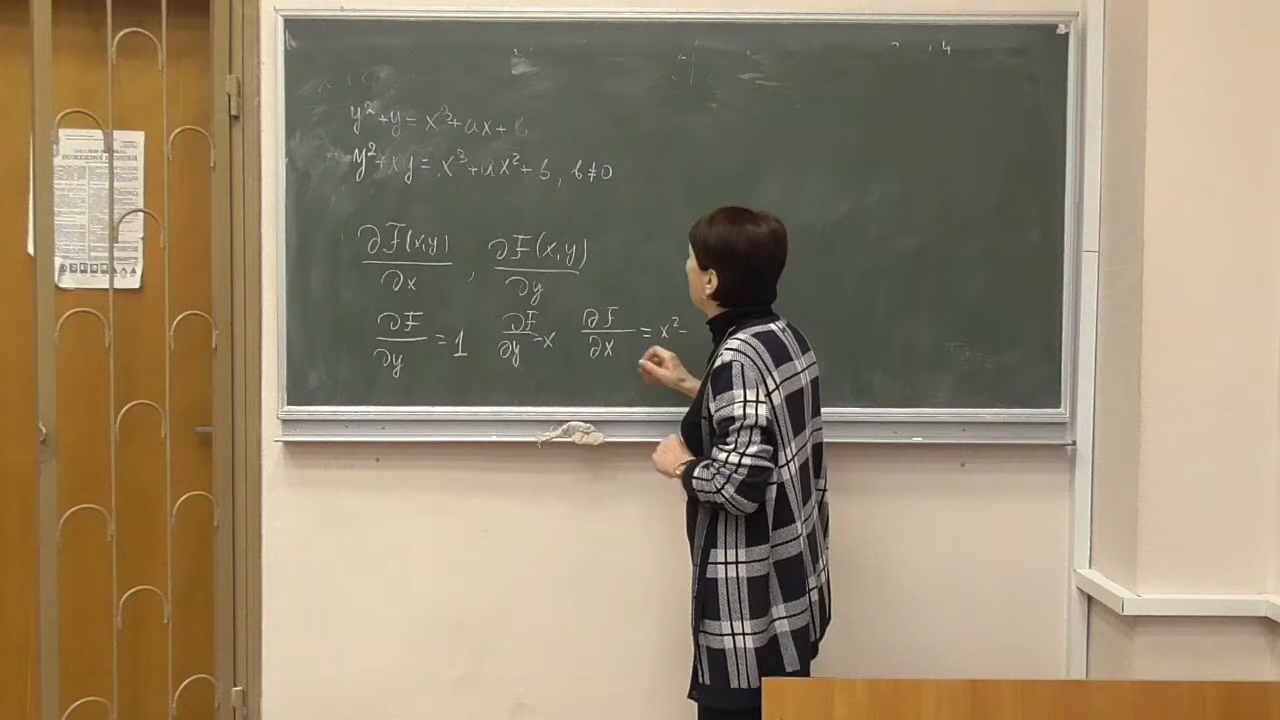 y²+y=x³+ax+b
y²+xy=x³+ax²+b, b≠0
∂F(x,y)/∂x , ∂F(x,y)/∂y
∂F/∂y=1 ∂F/∂y=x ∂F/∂x=x²-